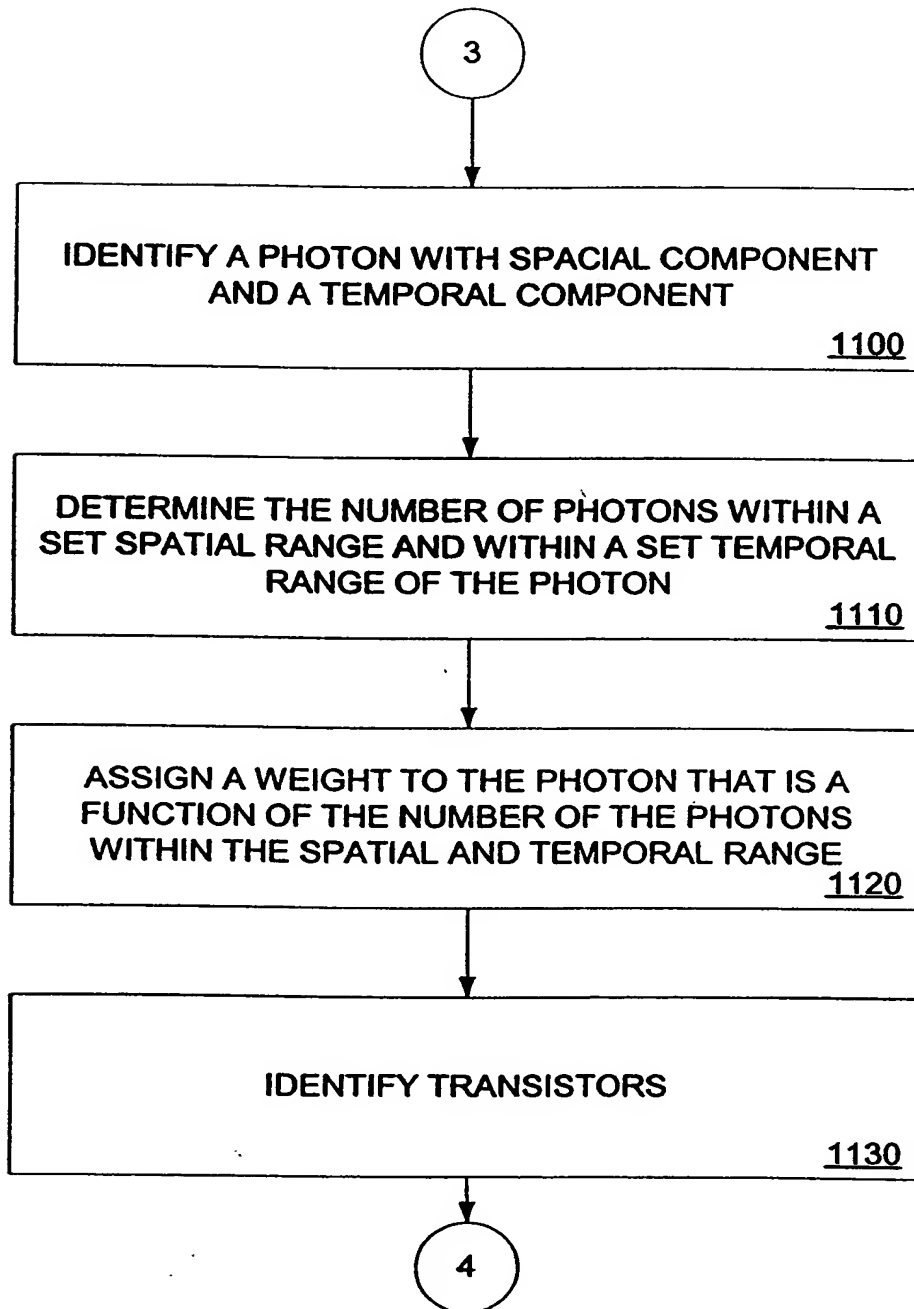 3
IDENTIFY A PHOTON WITH SPACIAL COMPONENT
AND A TEMPORAL COMPONENT
1100
DETERMINE THE NUMBER OF PHOTONS WITHIN A
SET SPATIAL RANGE AND WITHIN A SET TEMPORAL
RANGE OF THE PHOTON
1110
ASSIGN A WEIGHT TO THE PHOTON THAT IS A
FUNCTION OF THE NUMBER OF THE PHOTONS
WITHIN THE SPATIAL AND TEMPORAL RANGE
1120
IDENTIFY TRANSISTORS
1130
4